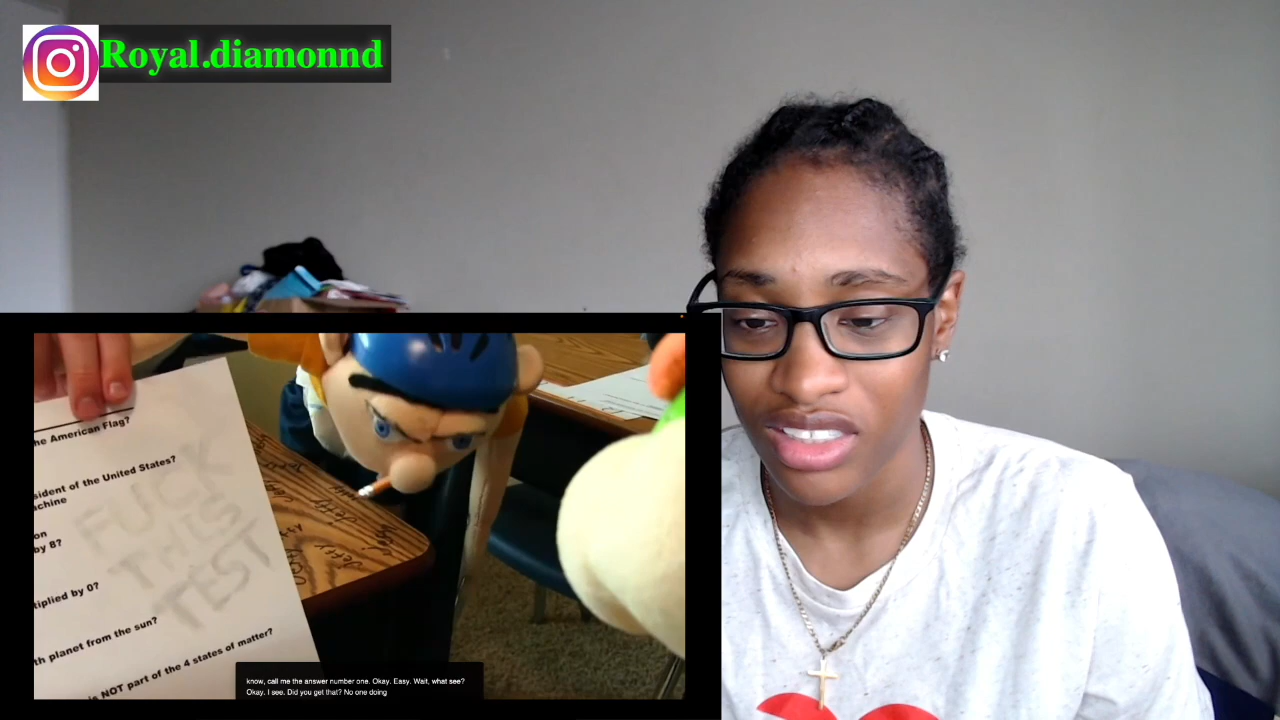 Royal.diamonnd
he American Flag?
sident of the United States?
achine
on
by 8?
tiplied by 0?
th planet from the sun?
is NOT part of the 4 states of matter?
FUCK
THIS
TEST
Jeffy
know, call me the answer number one. Okay. Easy. Wait, what see?
Okay. I see. Did you get that? No one doing